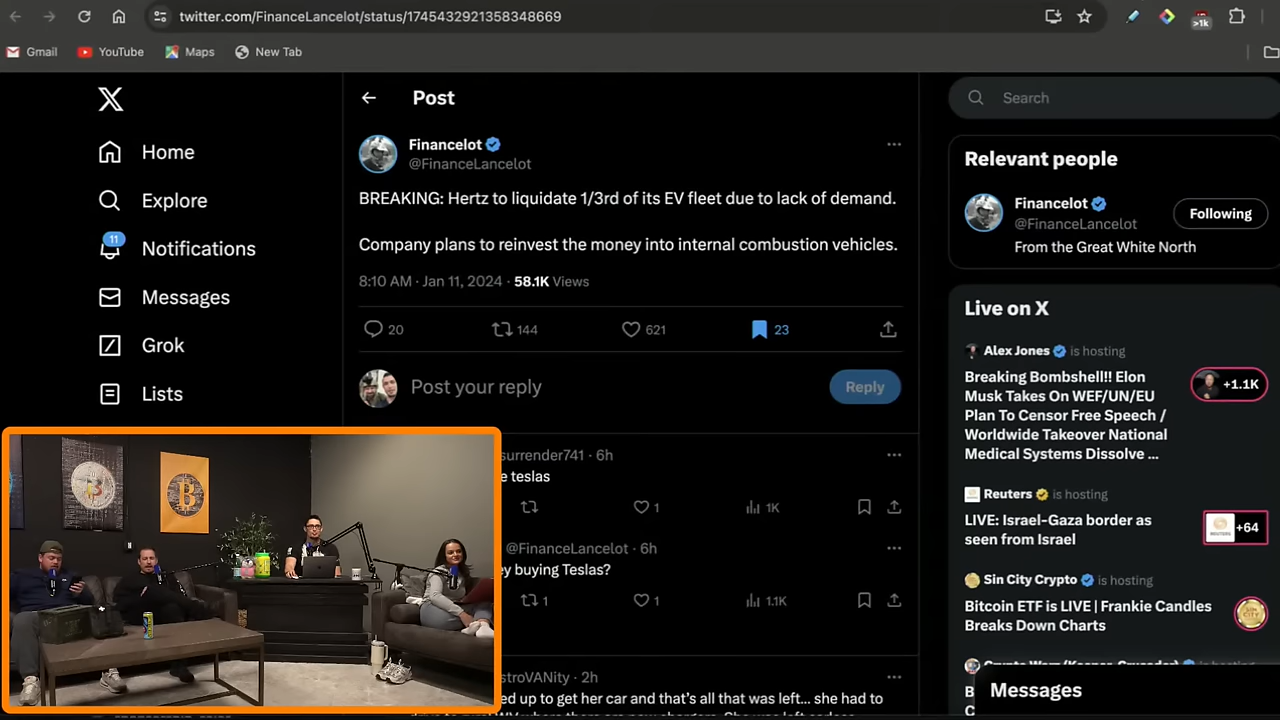 twitter.com/FinanceLancelot/status/1745432921358348669
>1k
Gmail
YouTube
Maps
New Tab
Home
Explore
11
Notifications
Messages
Grok
Lists
Post
Financelot
@FinanceLancelot
BREAKING: Hertz to liquidate 1/3rd of its EV fleet due to lack of demand.
Company plans to reinvest the money into internal combustion vehicles.
8:10 AM · Jan 11, 2024 · 58.1K Views
20
144
621
23
Post your reply
Reply
surrender741 · 6h
teslas
1
1K
@FinanceLancelot · 6h
buying Teslas?
1
1
1.1K
stroVANity · 2h
up to get her car and that's all that was left... she had to
Search
Relevant people
Financelot
@FinanceLancelot
Following
From the Great White North
Live on X
Alex Jones is hosting
Breaking Bombshell!! Elon
Musk Takes On WEF/UN/EU
Plan To Censor Free Speech /
Worldwide Takeover National
Medical Systems Dissolve ...
+1.1K
Reuters is hosting
LIVE: Israel-Gaza border as
seen from Israel
+64
Sin City Crypto is hosting
Bitcoin ETF is LIVE | Frankie Candles
Breaks Down Charts
Messages